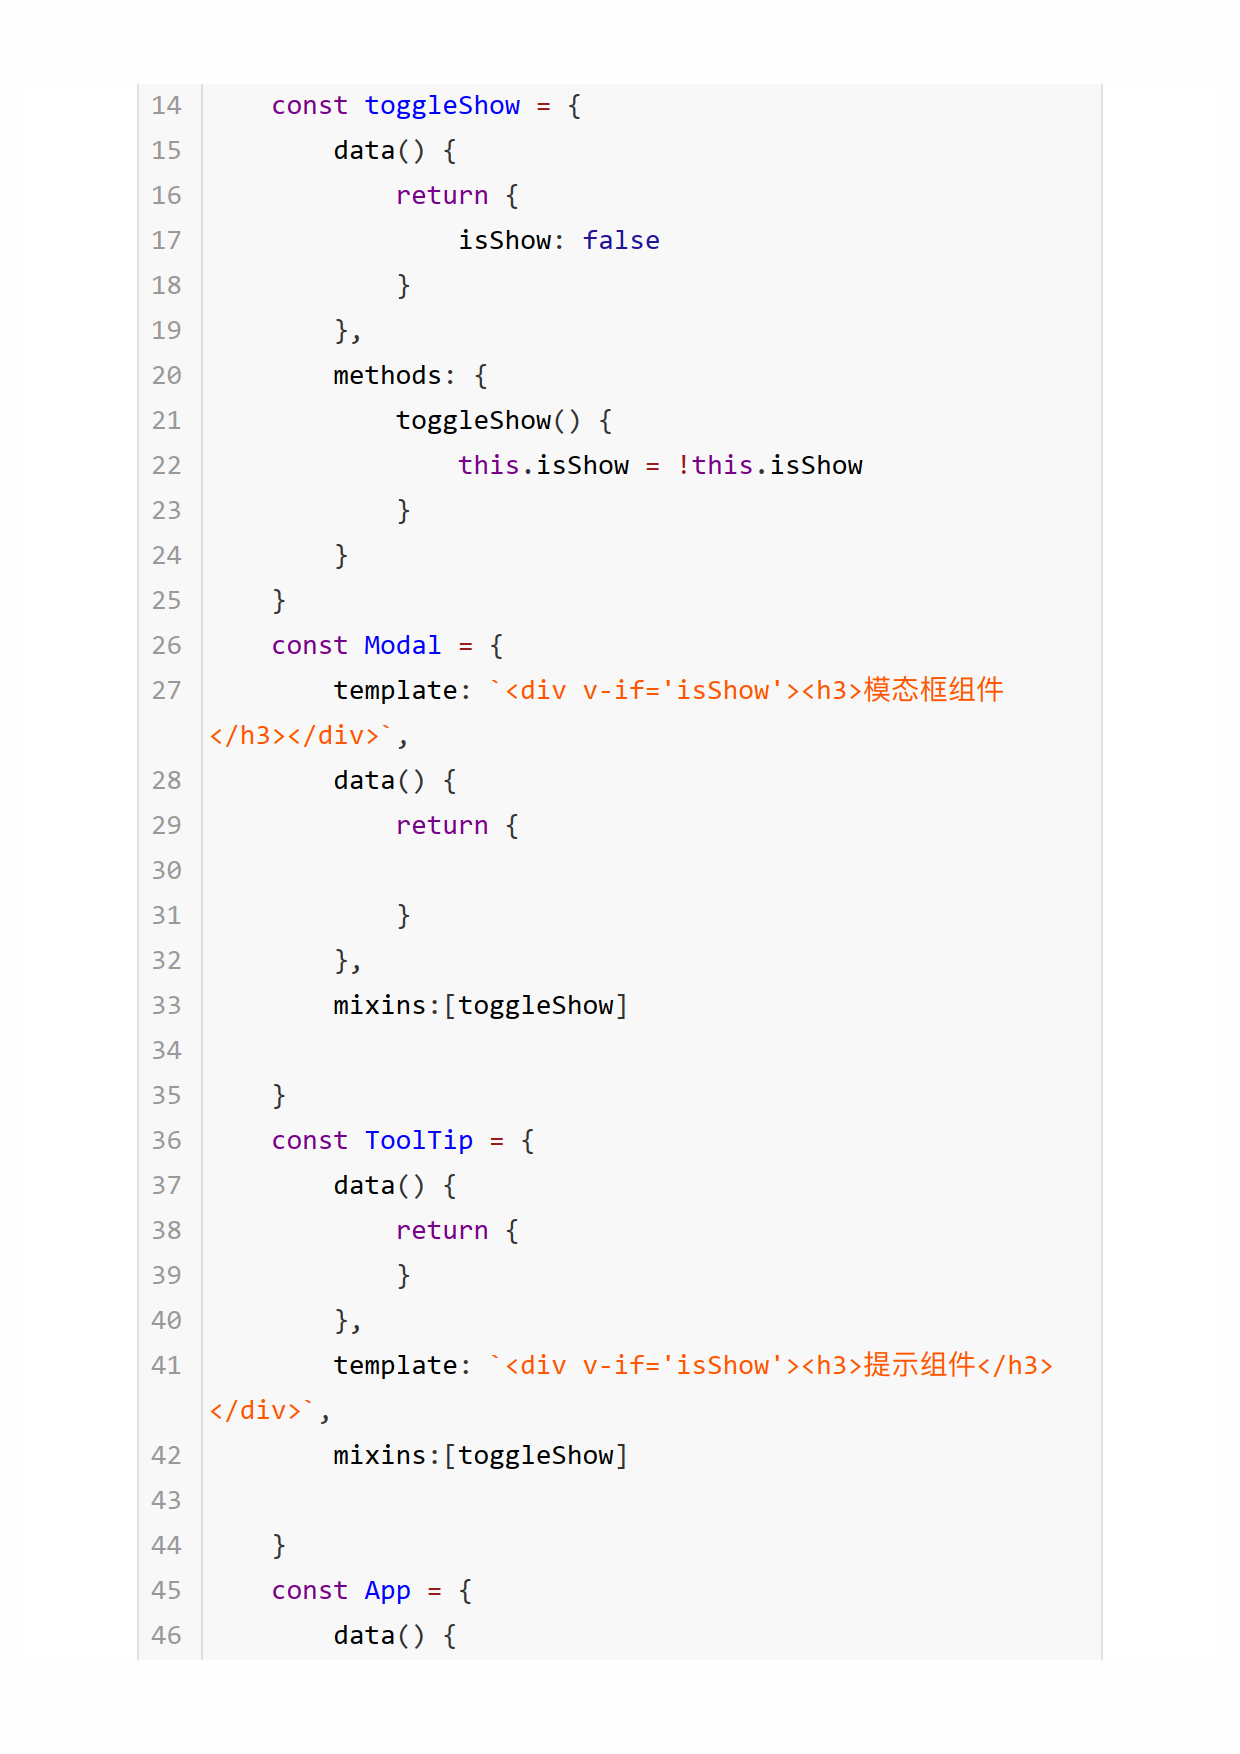 14     const toggleShow = {
15         data() {
16             return {
17                 isShow: false
18             }
19         },
20         methods: {
21             toggleShow() {
22                 this.isShow = !this.isShow
23             }
24         }
25     }
26     const Modal = {
27         template: `<div v-if='isShow'><h3>模态框组件
</h3></div>`,
28         data() {
29             return {
30
31             }
32         },
33         mixins:[toggleShow]
34
35     }
36     const ToolTip = {
37         data() {
38             return {
39             }
40         },
41         template: `<div v-if='isShow'><h3>提示组件</h3>
</div>`,
42         mixins:[toggleShow]
43
44     }
45     const App = {
46         data() {